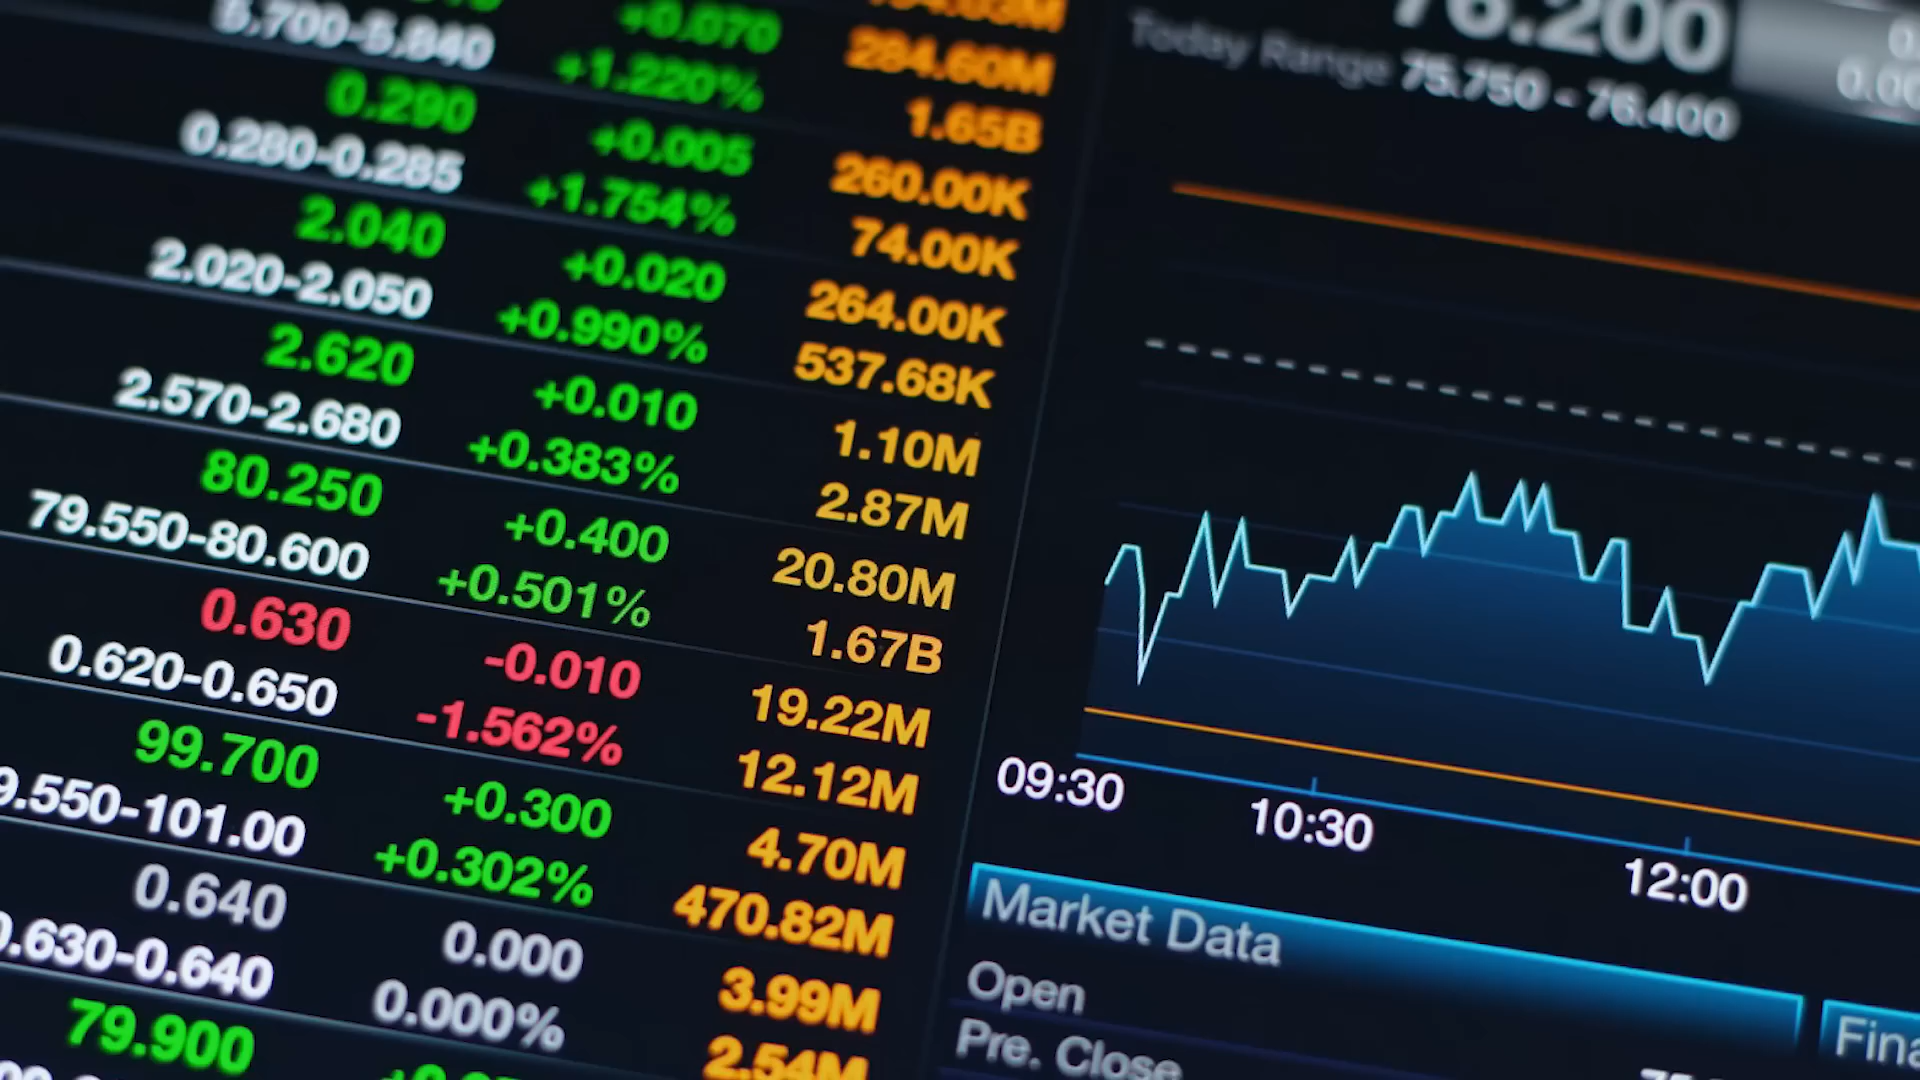 +0.070
5.700-5.840
+1.220%
284.60M
0.290
1.65B
0.280-0.285
+0.005
+1.754%
260.00K
2.040
74.00K
2.020-2.050
+0.020
+0.990%
264.00K
2.620
537.68K
2.570-2.680
+0.010
+0.383%
1.10M
80.250
2.87M
79.550-80.600
+0.400
+0.501%
20.80M
0.630
1.67B
0.620-0.650
-0.010
-1.562%
19.22M
99.700
12.12M
9.550-101.00
+0.300
+0.302%
4.70M
0.640
470.82M
0.630-0.640
0.000
0.000%
3.99M
79.900
2.54M
76.200
Today Range 75.750 - 76.400
09:30
10:30
12:00
Market Data
Open
Pre. Close
Fina